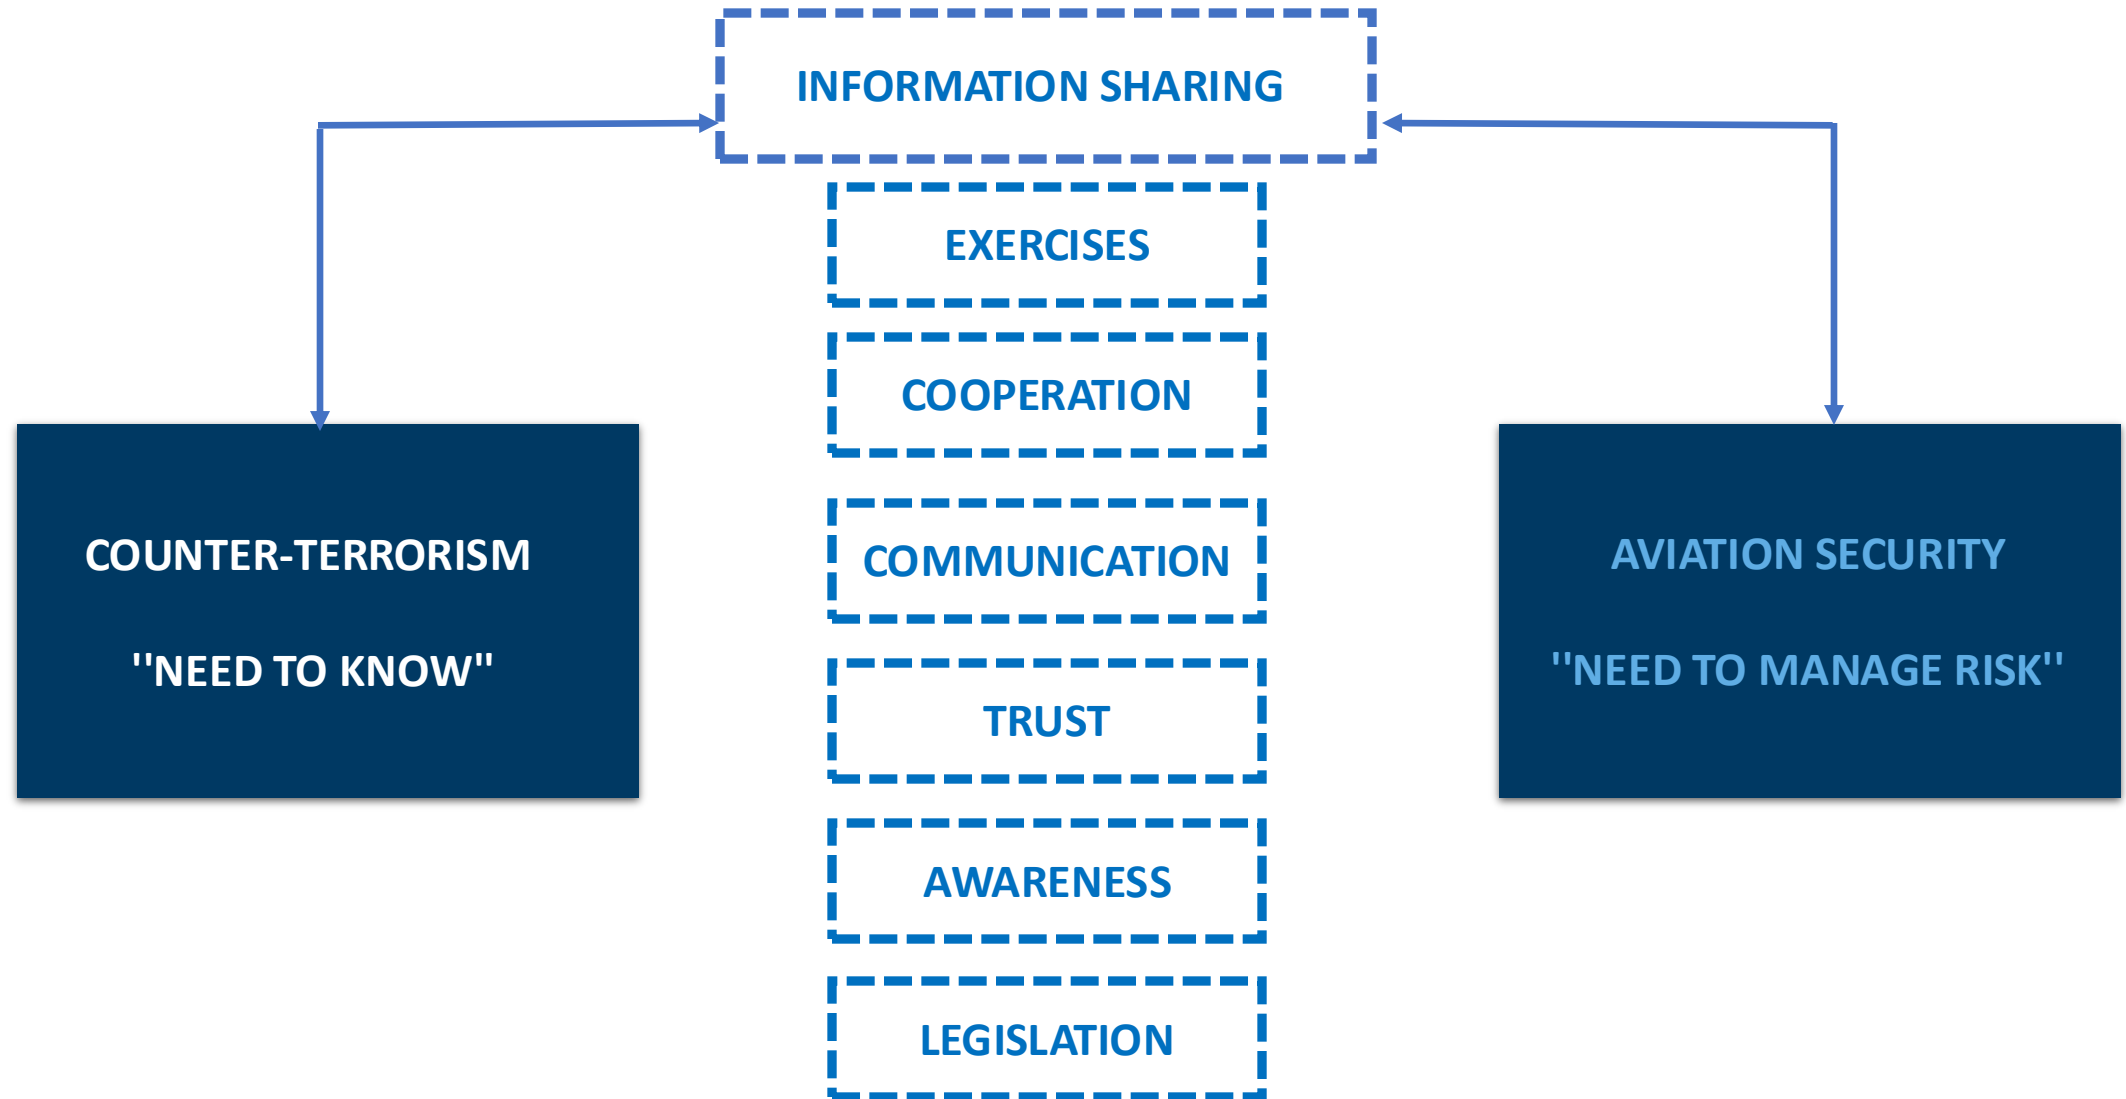 INFORMATION SHARING
EXERCISES
COOPERATION
COMMUNICATION
TRUST
AWARENESS
LEGISLATION
COUNTER-TERRORISM
"NEED TO KNOW"
AVIATION SECURITY
"NEED TO MANAGE RISK"